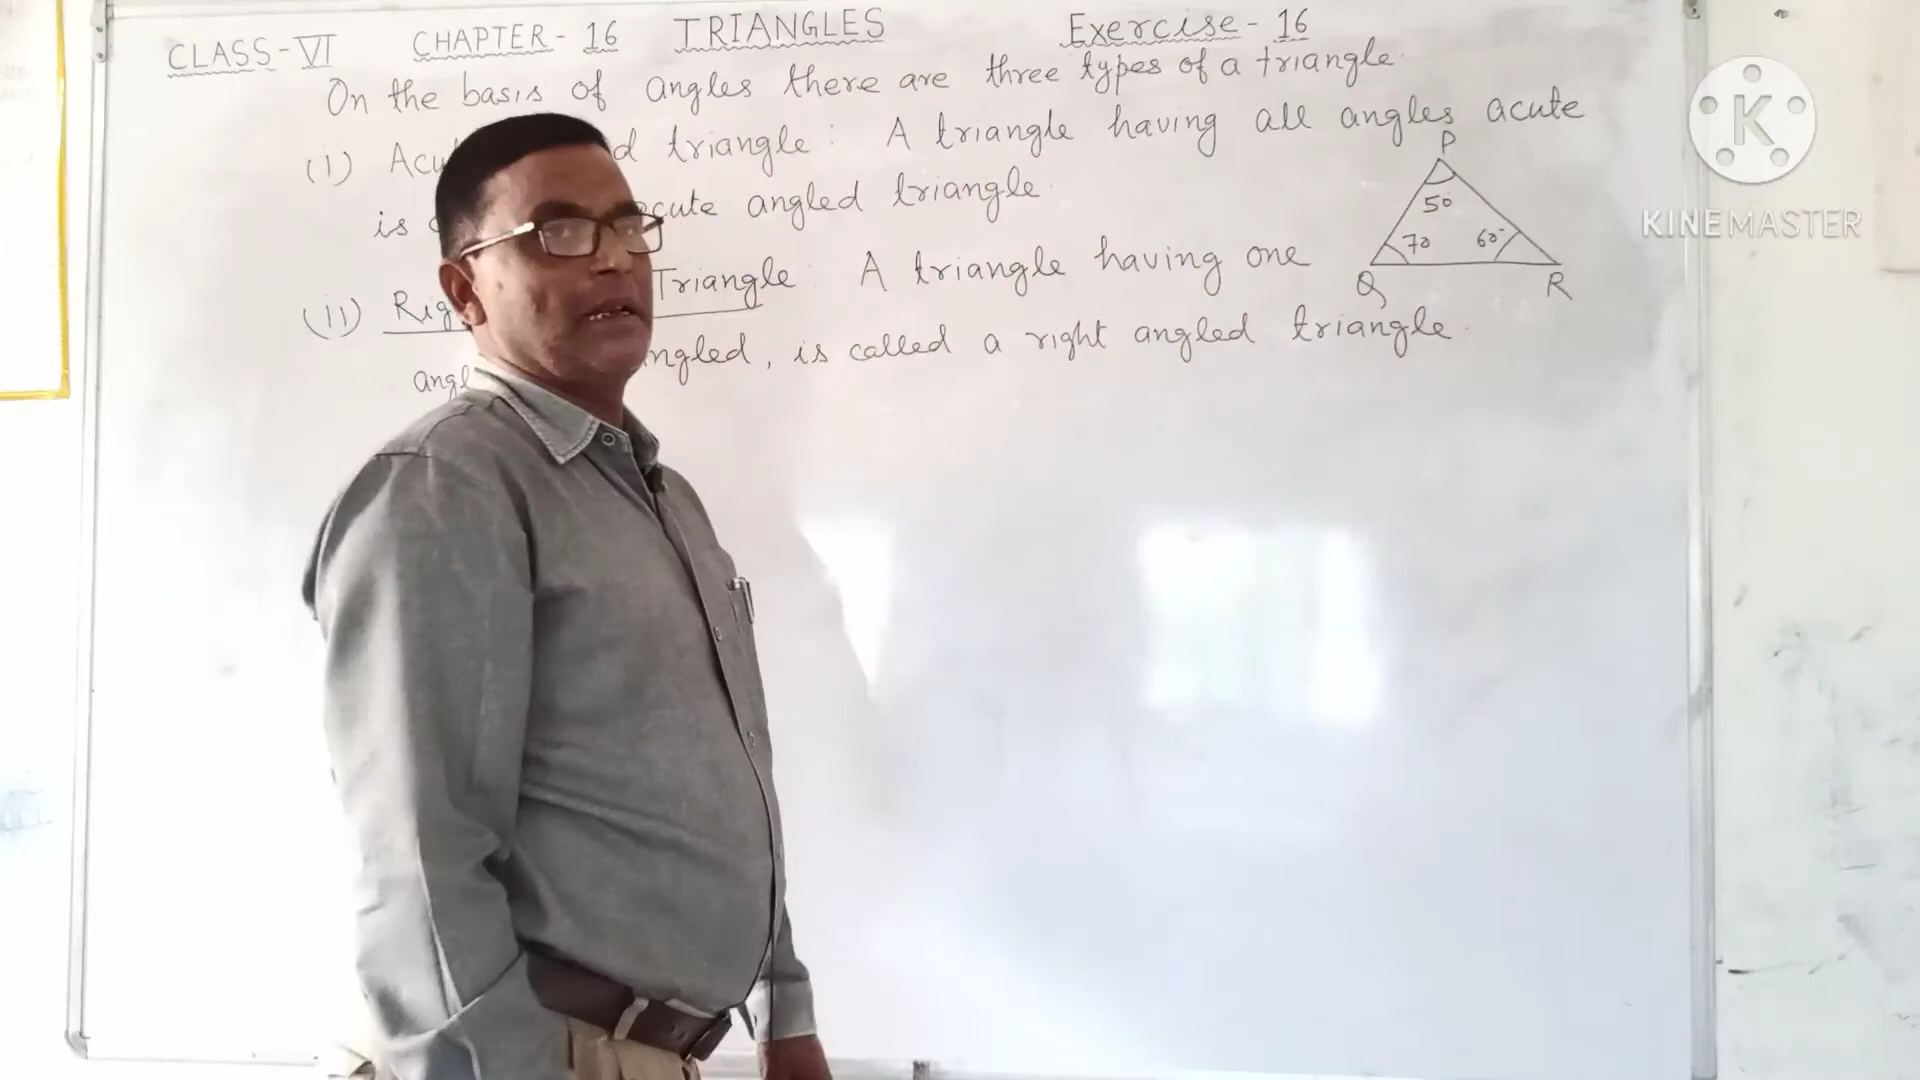 CLASS-VI CHAPTER-16 TRIANGLES Exercise-16
On the basis of angles there are three types of a triangle.
(i) Acu d triangle: A triangle having all angles acute
is cute angled triangle.
(ii) Rig Triangle: A triangle having one
angl ngled, is called a right angled triangle.
P
50°
70 60°
Q R
K
KINEMASTER